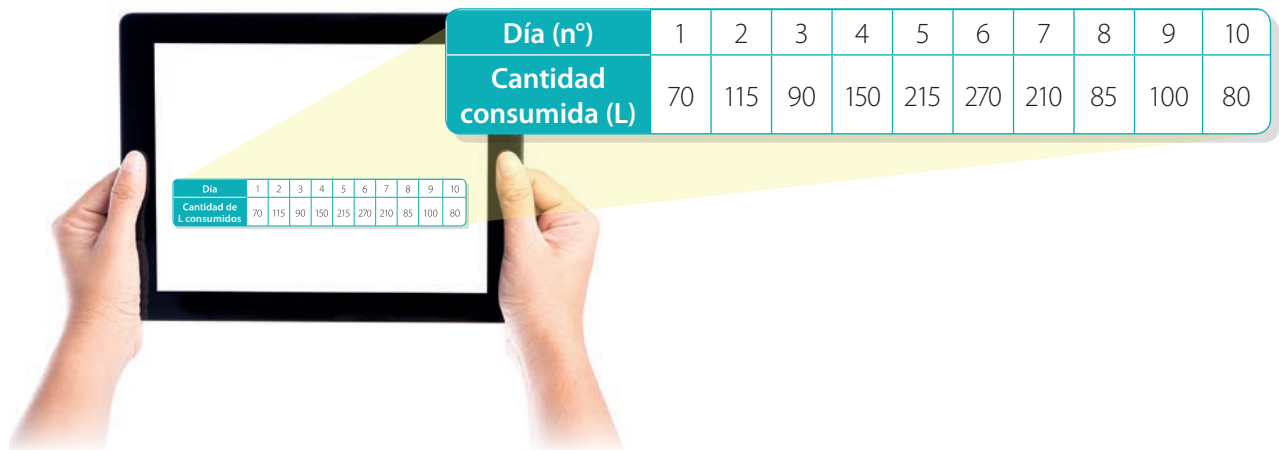 Día (n°) 1 2 3 4 5 6 7 8 9 10
Cantidad
consumida (L) 70 115 90 150 215 270 210 85 100 80
Día 1 2 3 4 5 6 7 8 9 10
Cantidad de
L consumidos 70 115 90 150 215 270 210 85 100 80